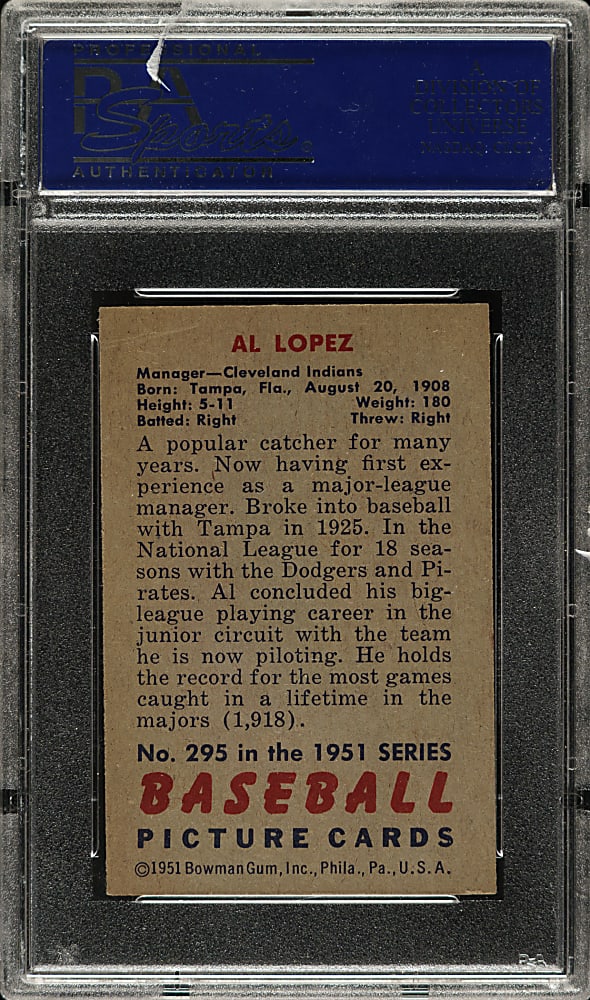 PROFESSIONAL
PSA
Sports
AUTHENTICATOR
A
DIVISION OF
COLLECTORS
UNIVERSE
NASDAQ: CLCT
AL LOPEZ
Manager—Cleveland Indians
Born: Tampa, Fla., August 20, 1908
Height: 5-11 Weight: 180
Batted: Right Threw: Right
A popular catcher for many
years. Now having first ex-
perience as a major-league
manager. Broke into baseball
with Tampa in 1925. In the
National League for 18 sea-
sons with the Dodgers and Pi-
rates. Al concluded his big-
league playing career in the
junior circuit with the team
he is now piloting. He holds
the record for the most games
caught in a lifetime in the
majors (1,918).
No. 295 in the 1951 SERIES
BASEBALL
PICTURE CARDS
©1951 Bowman Gum, Inc., Phila., Pa., U.S.A.
PSA